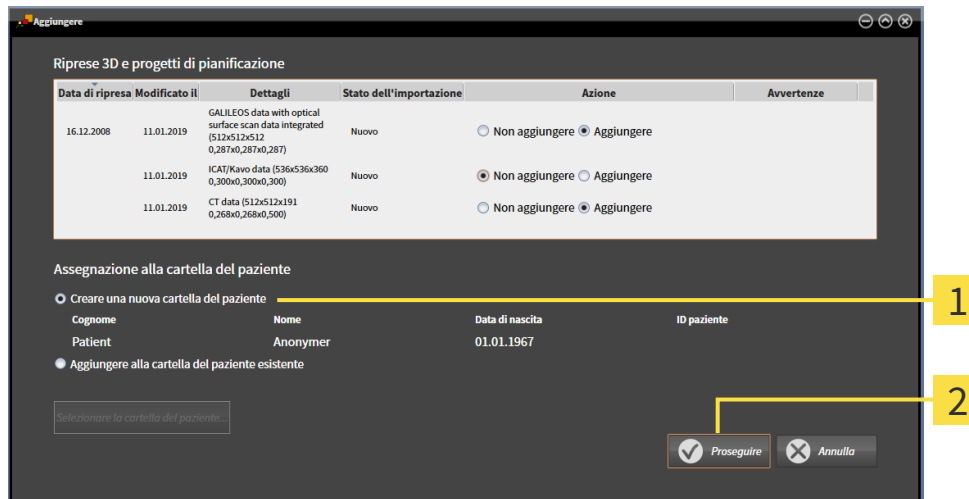 Aggiungere
Riprese 3D e progetti di pianificazione
Data di ripresa Modificato il Dettagli Stato dell'importazione Azione Avvertenze
GALILEOS data with optical
surface scan data integrated
16.12.2008 11.01.2019 (512x512x512 Nuovo Non aggiungere Aggiungere
0,287x0,287x0,287)
11.01.2019 ICAT/Kavo data (536x536x360 Nuovo Non aggiungere Aggiungere
0,300x0,300x0,300)
11.01.2019 CT data (512x512x191 Nuovo Non aggiungere Aggiungere
0,268x0,268x0,500)
Assegnazione alla cartella del paziente
Creare una nuova cartella del paziente
1
Cognome Nome Data di nascita ID paziente
Patient Anonymer 01.01.1967
Aggiungere alla cartella del paziente esistente
2
Selezionare la cartella del paziente...
Proseguire Annulla